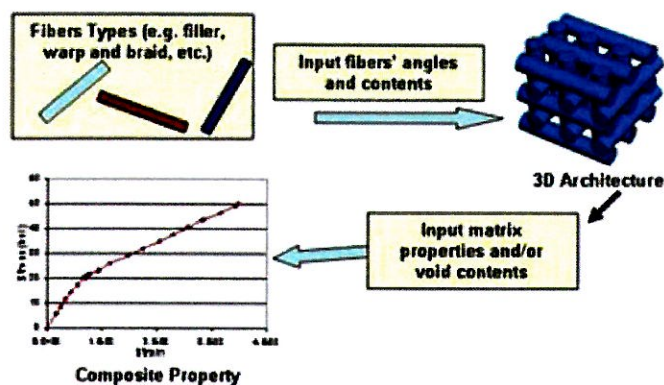 Fibers Types (e.g. filler,
warp and braid, etc.)
Input fibers' angles
and contents
3D Architecture
Input matrix
properties and/or
void contents
Strain
Composite Property